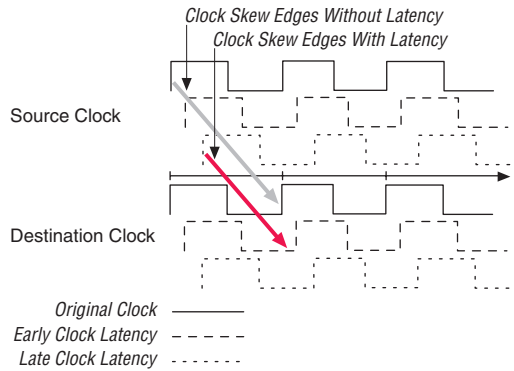 Clock Skew Edges Without Latency
Clock Skew Edges With Latency
Source Clock
Destination Clock
Original Clock
Early Clock Latency
Late Clock Latency